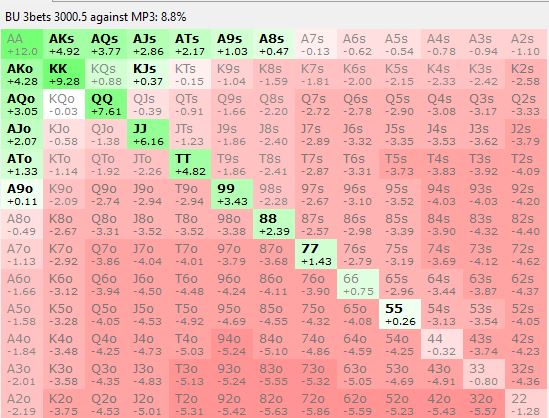 BU 3bets 3000.5 against MP3: 8.8%
AA AKs AQs AJs ATs A9s A8s A7s A6s A5s A4s A3s A2s
+12.0 +4.92 +3.77 +2.86 +2.17 +1.03 +0.47 -0.13 -0.62 -0.54 -0.78 -0.94 -1.10
AKo KK KQs KJs KTs K9s K8s K7s K6s K5s K4s K3s K2s
+4.28 +9.28 +0.88 +0.37 -0.15 -1.04 -1.59 -1.81 -2.00 -2.15 -2.33 -2.42 -2.58
AQo KQo QQ QJs QTs Q9s Q8s Q7s Q6s Q5s Q4s Q3s Q2s
+3.05 -0.03 +7.61 -0.39 -0.91 -1.66 -2.20 -2.72 -2.78 -2.90 -3.08 -3.17 -3.33
AJo KJo QJo JJ JTs J9s J8s J7s J6s J5s J4s J3s J2s
+2.07 -0.58 -1.38 +6.16 -1.23 -1.86 -2.40 -2.89 -3.32 -3.35 -3.53 -3.62 -3.79
ATo KTo QTo JTo TT T9s T8s T7s T6s T5s T4s T3s T2s
+1.33 -1.14 -1.92 -2.26 +4.82 -1.86 -2.41 -2.87 -3.31 -3.73 -3.83 -3.92 -4.09
A9o K9o Q9o J9o T9o 99 98s 97s 96s 95s 94s 93s 92s
+0.11 -2.09 -2.74 -2.94 -2.94 +3.43 -2.28 -2.67 -3.10 -3.52 -4.03 -4.03 -4.20
A8o K8o Q8o J8o T8o 98o 88 87s 86s 85s 84s 83s 82s
-0.49 -2.67 -3.31 -3.52 -3.52 -3.38 +2.39 -2.57 -2.98 -3.39 -3.90 -4.32 -4.40
A7o K7o Q7o J7o T7o 97o 87o 77 76s 75s 74s 73s 72s
-1.13 -2.92 -3.86 -4.04 -4.01 -3.79 -3.68 +1.43 -2.79 -3.19 -3.69 -4.12 -4.62
A6o K6o Q6o J6o T6o 96o 86o 76o 66 65s 64s 63s 62s
-1.66 -3.12 -3.94 -4.50 -4.48 -4.24 -4.11 -3.90 +0.75 -2.96 -3.44 -3.87 -4.37
A5o K5o Q5o J5o T5o 95o 85o 75o 65o 55 54s 53s 52s
-1.58 -3.28 -4.05 -4.53 -4.92 -4.69 -4.55 -4.32 -4.08 +0.26 -3.13 -3.54 -4.05
A4o K4o Q4o J4o T4o 94o 84o 74o 64o 54o 44 43s 42s
-1.84 -3.48 -4.25 -4.73 -5.03 -5.24 -5.10 -4.86 -4.59 -4.25 -0.32 -3.74 -4.23
A3o K3o Q3o J3o T3o 93o 83o 73o 63o 53o 43o 33 32s
-2.01 -3.58 -4.35 -4.83 -5.13 -5.24 -5.55 -5.32 -5.05 -4.69 -4.91 -0.80 -4.36
A2o K2o Q2o J2o T2o 92o 82o 72o 62o 52o 42o 32o 22
-2.19 -3.75 -4.53 -5.01 -5.31 -5.42 -5.63 -5.86 -5.59 -5.23 -5.43 -5.57 -1.28